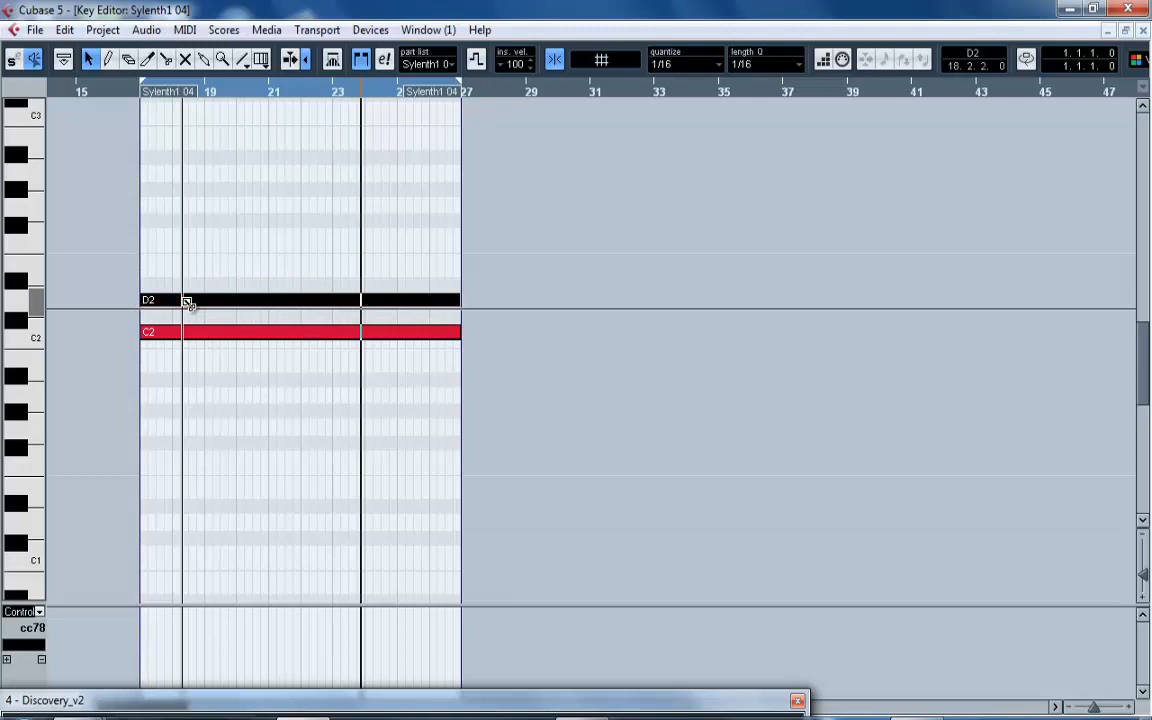 Cubase 5 - [Key Editor: Sylenth1 04]
File Edit Project Audio MIDI Scores Media Transport Devices Window (1) Help
part list
Sylenth1 0
ins. vel.
100
quantize
1/16
length Q
1/16
D2
18. 2. 2. 0
1. 1. 1. 0
1. 1. 1. 0
15 19 21 23 2 27 29 31 33 35 37 39 41 43 45 47
Sylenth1 04 Sylenth1 04
C3
D2
C2
C2
C1
Control
cc78
4 - Discovery_v2